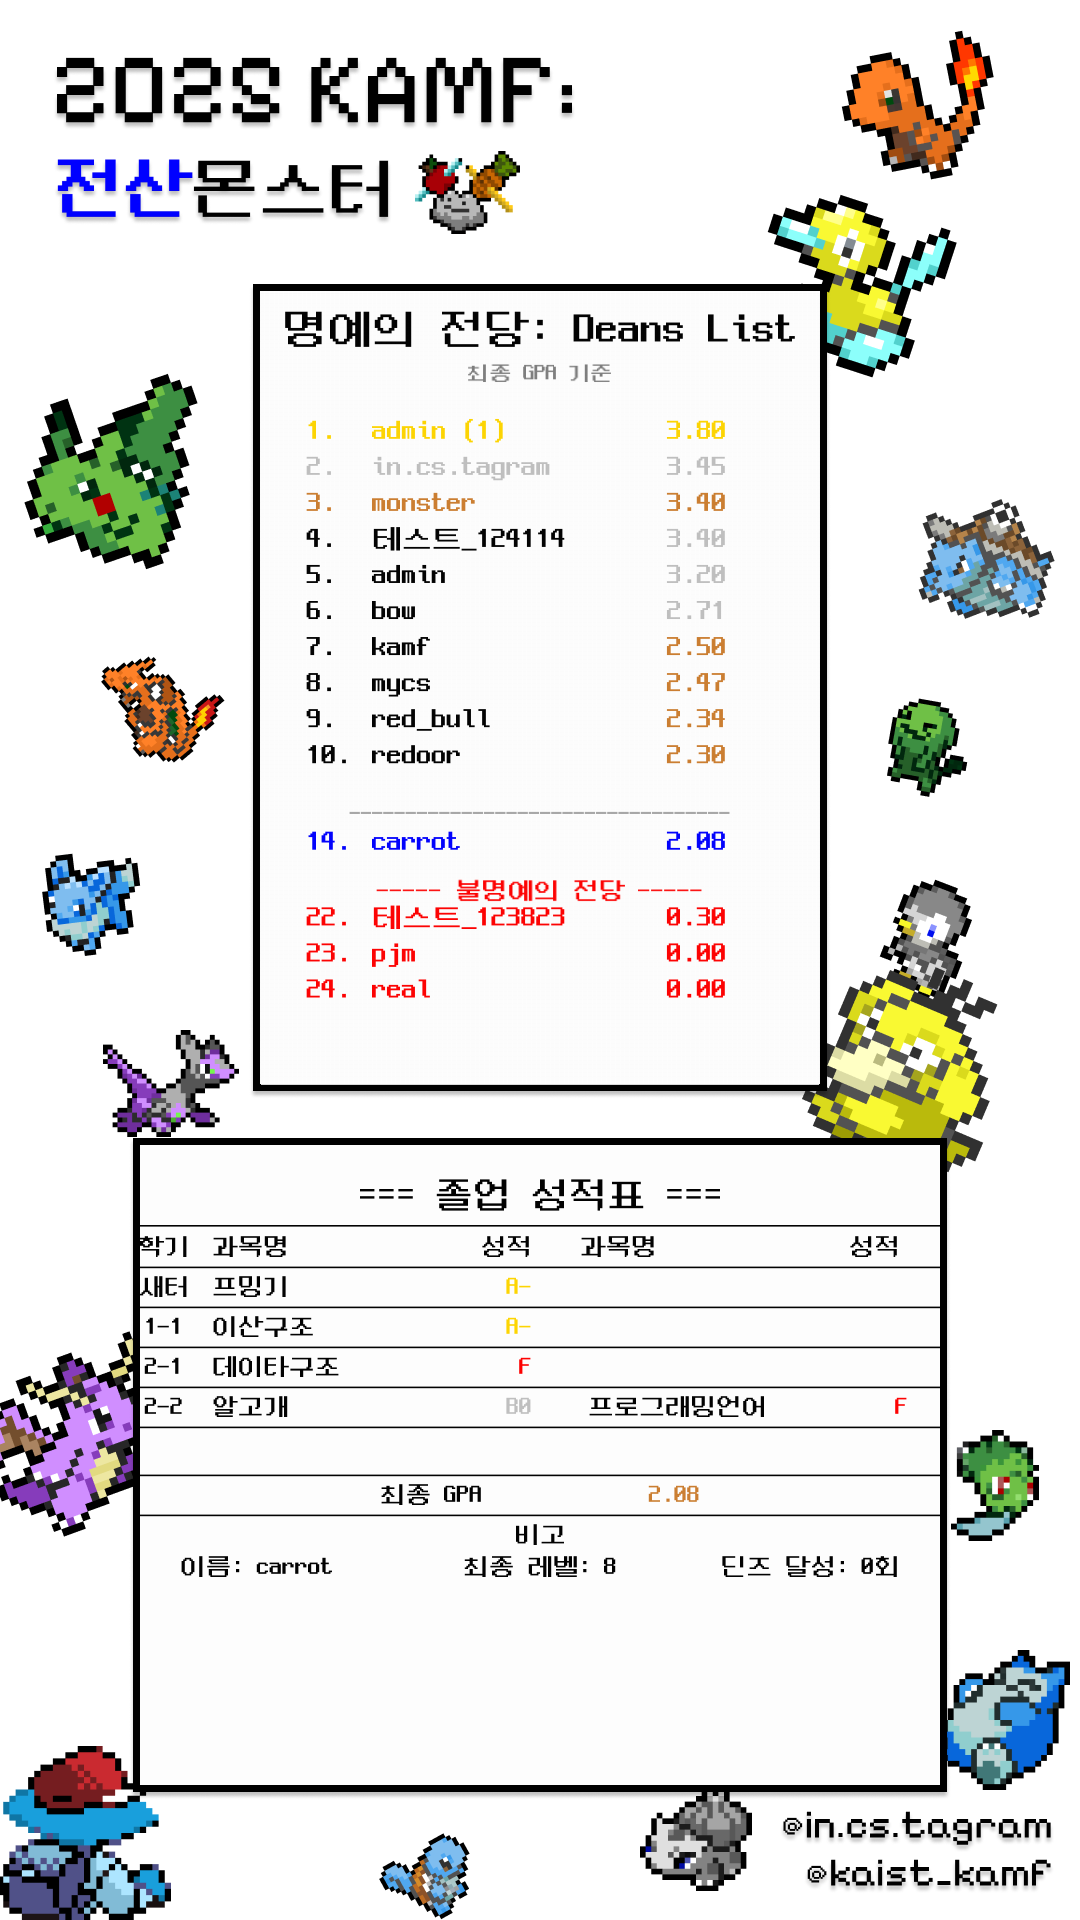 2025 KAMF:
전산몬스터
명예의 전당: Deans List
최종 GPA 기준
1. admin (1) 3.80
2. in.cs.tagram 3.45
3. monster 3.40
4. 테스트_124114 3.40
5. admin 3.20
6. bow 2.71
7. kamf 2.50
8. mycs 2.47
9. red_bull 2.34
10. redoor 2.30
--------------------------------
14. carrot 2.08
----- 불명예의 전당 -----
22. 테스트_123823 0.30
23. pjm 0.00
24. real 0.00
=== 졸업 성적표 ===
학기 과목명 성적 과목명 성적
새터 프밍기 A-
1-1 이산구조 A-
2-1 데이타구조 F
2-2 알고개 B0 프로그래밍언어 F
최종 GPA 2.08
비고
이름: carrot 최종 레벨: 8 딘즈 달성: 0회
@in.cs.tagram
@kaist_kamf